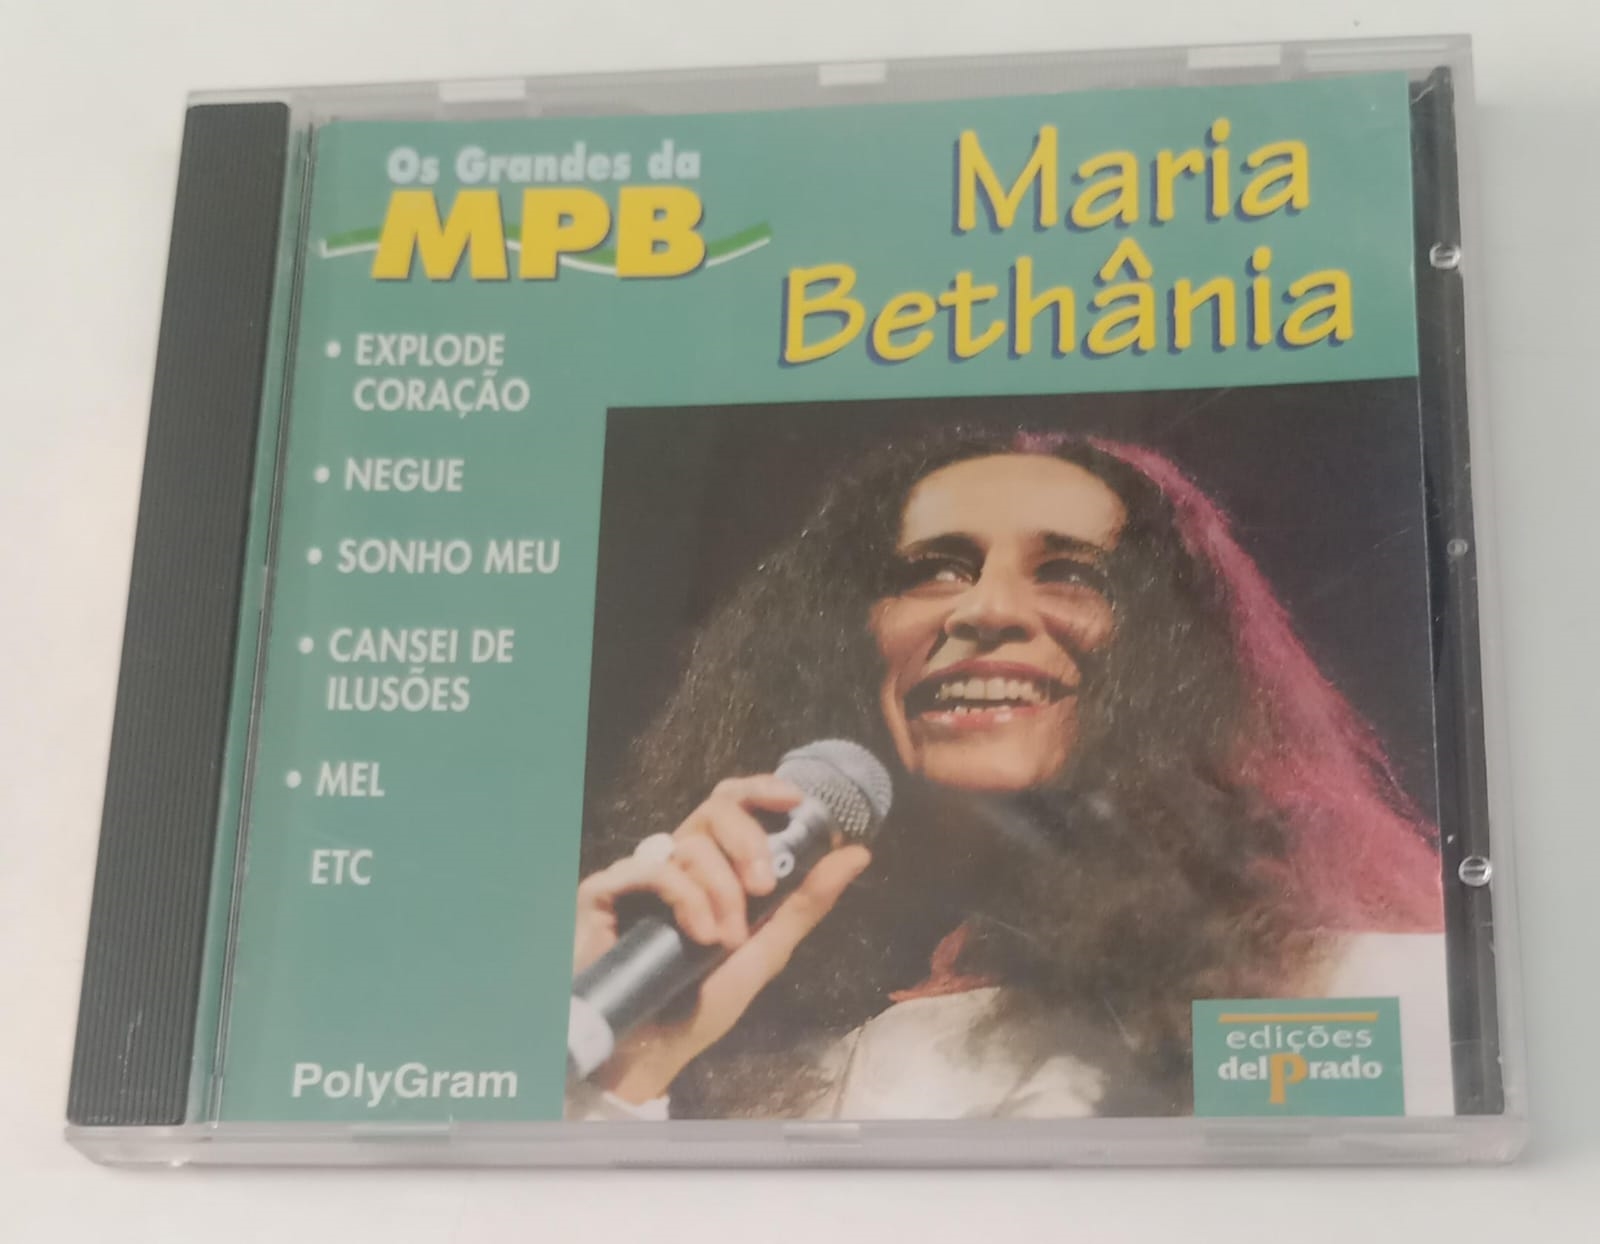 Os Grandes da
MPB
Maria
Bethânia
• EXPLODE
CORAÇÃO
• NEGUE
• SONHO MEU
• CANSEI DE
ILUSÕES
• MEL
ETC
PolyGram
edições
delPrado